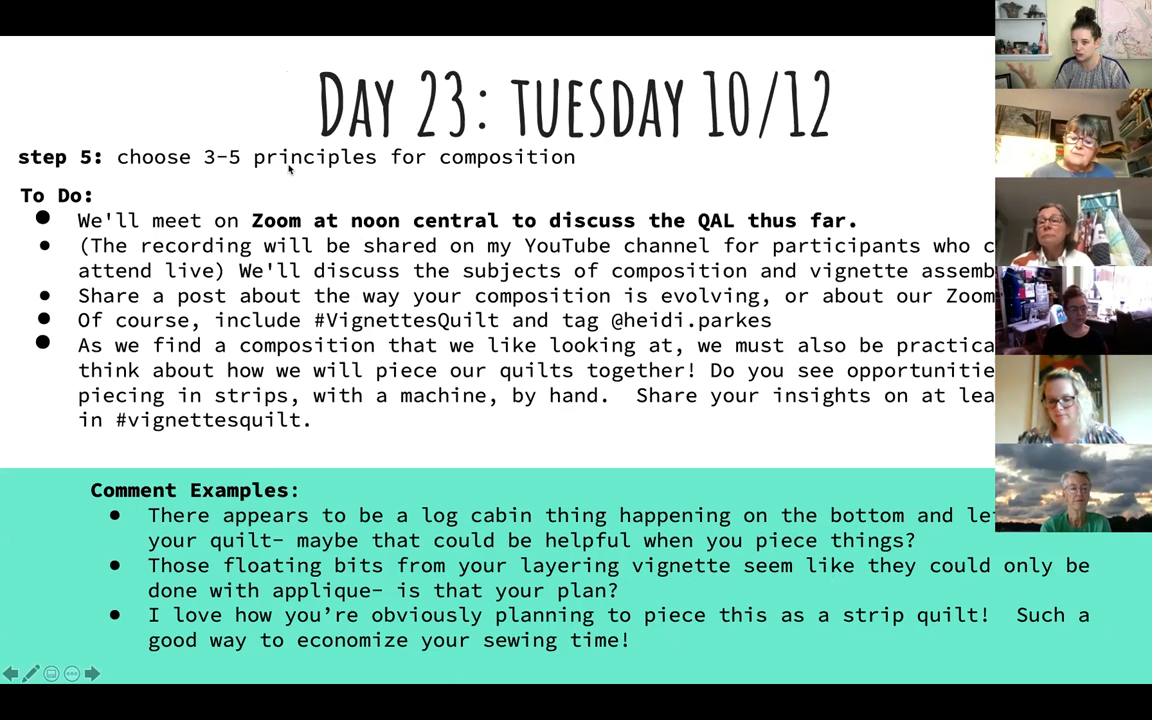 DAY 23: TUESDAY 10/12
step 5: choose 3-5 principles for composition
To Do:
● We'll meet on Zoom at noon central to discuss the QAL thus far.
● (The recording will be shared on my YouTube channel for participants who
attend live) We'll discuss the subjects of composition and vignette
● Share a post about the way your composition is evolving, or about our Zoom
● Of course, include #VignettesQuilt and tag @heidi.parkes
● As we find a composition that we like looking at, we must also be
think about how we will piece our quilts together! Do you see
piecing in strips, with a machine, by hand. Share your insights on at
in #vignettesquilt.
Comment Examples:
● There appears to be a log cabin thing happening on the bottom and
your quilt- maybe that could be helpful when you piece things?
● Those floating bits from your layering vignette seem like they could only be
done with applique- is that your plan?
● I love how you’re obviously planning to piece this as a strip quilt! Such a
good way to economize your sewing time!